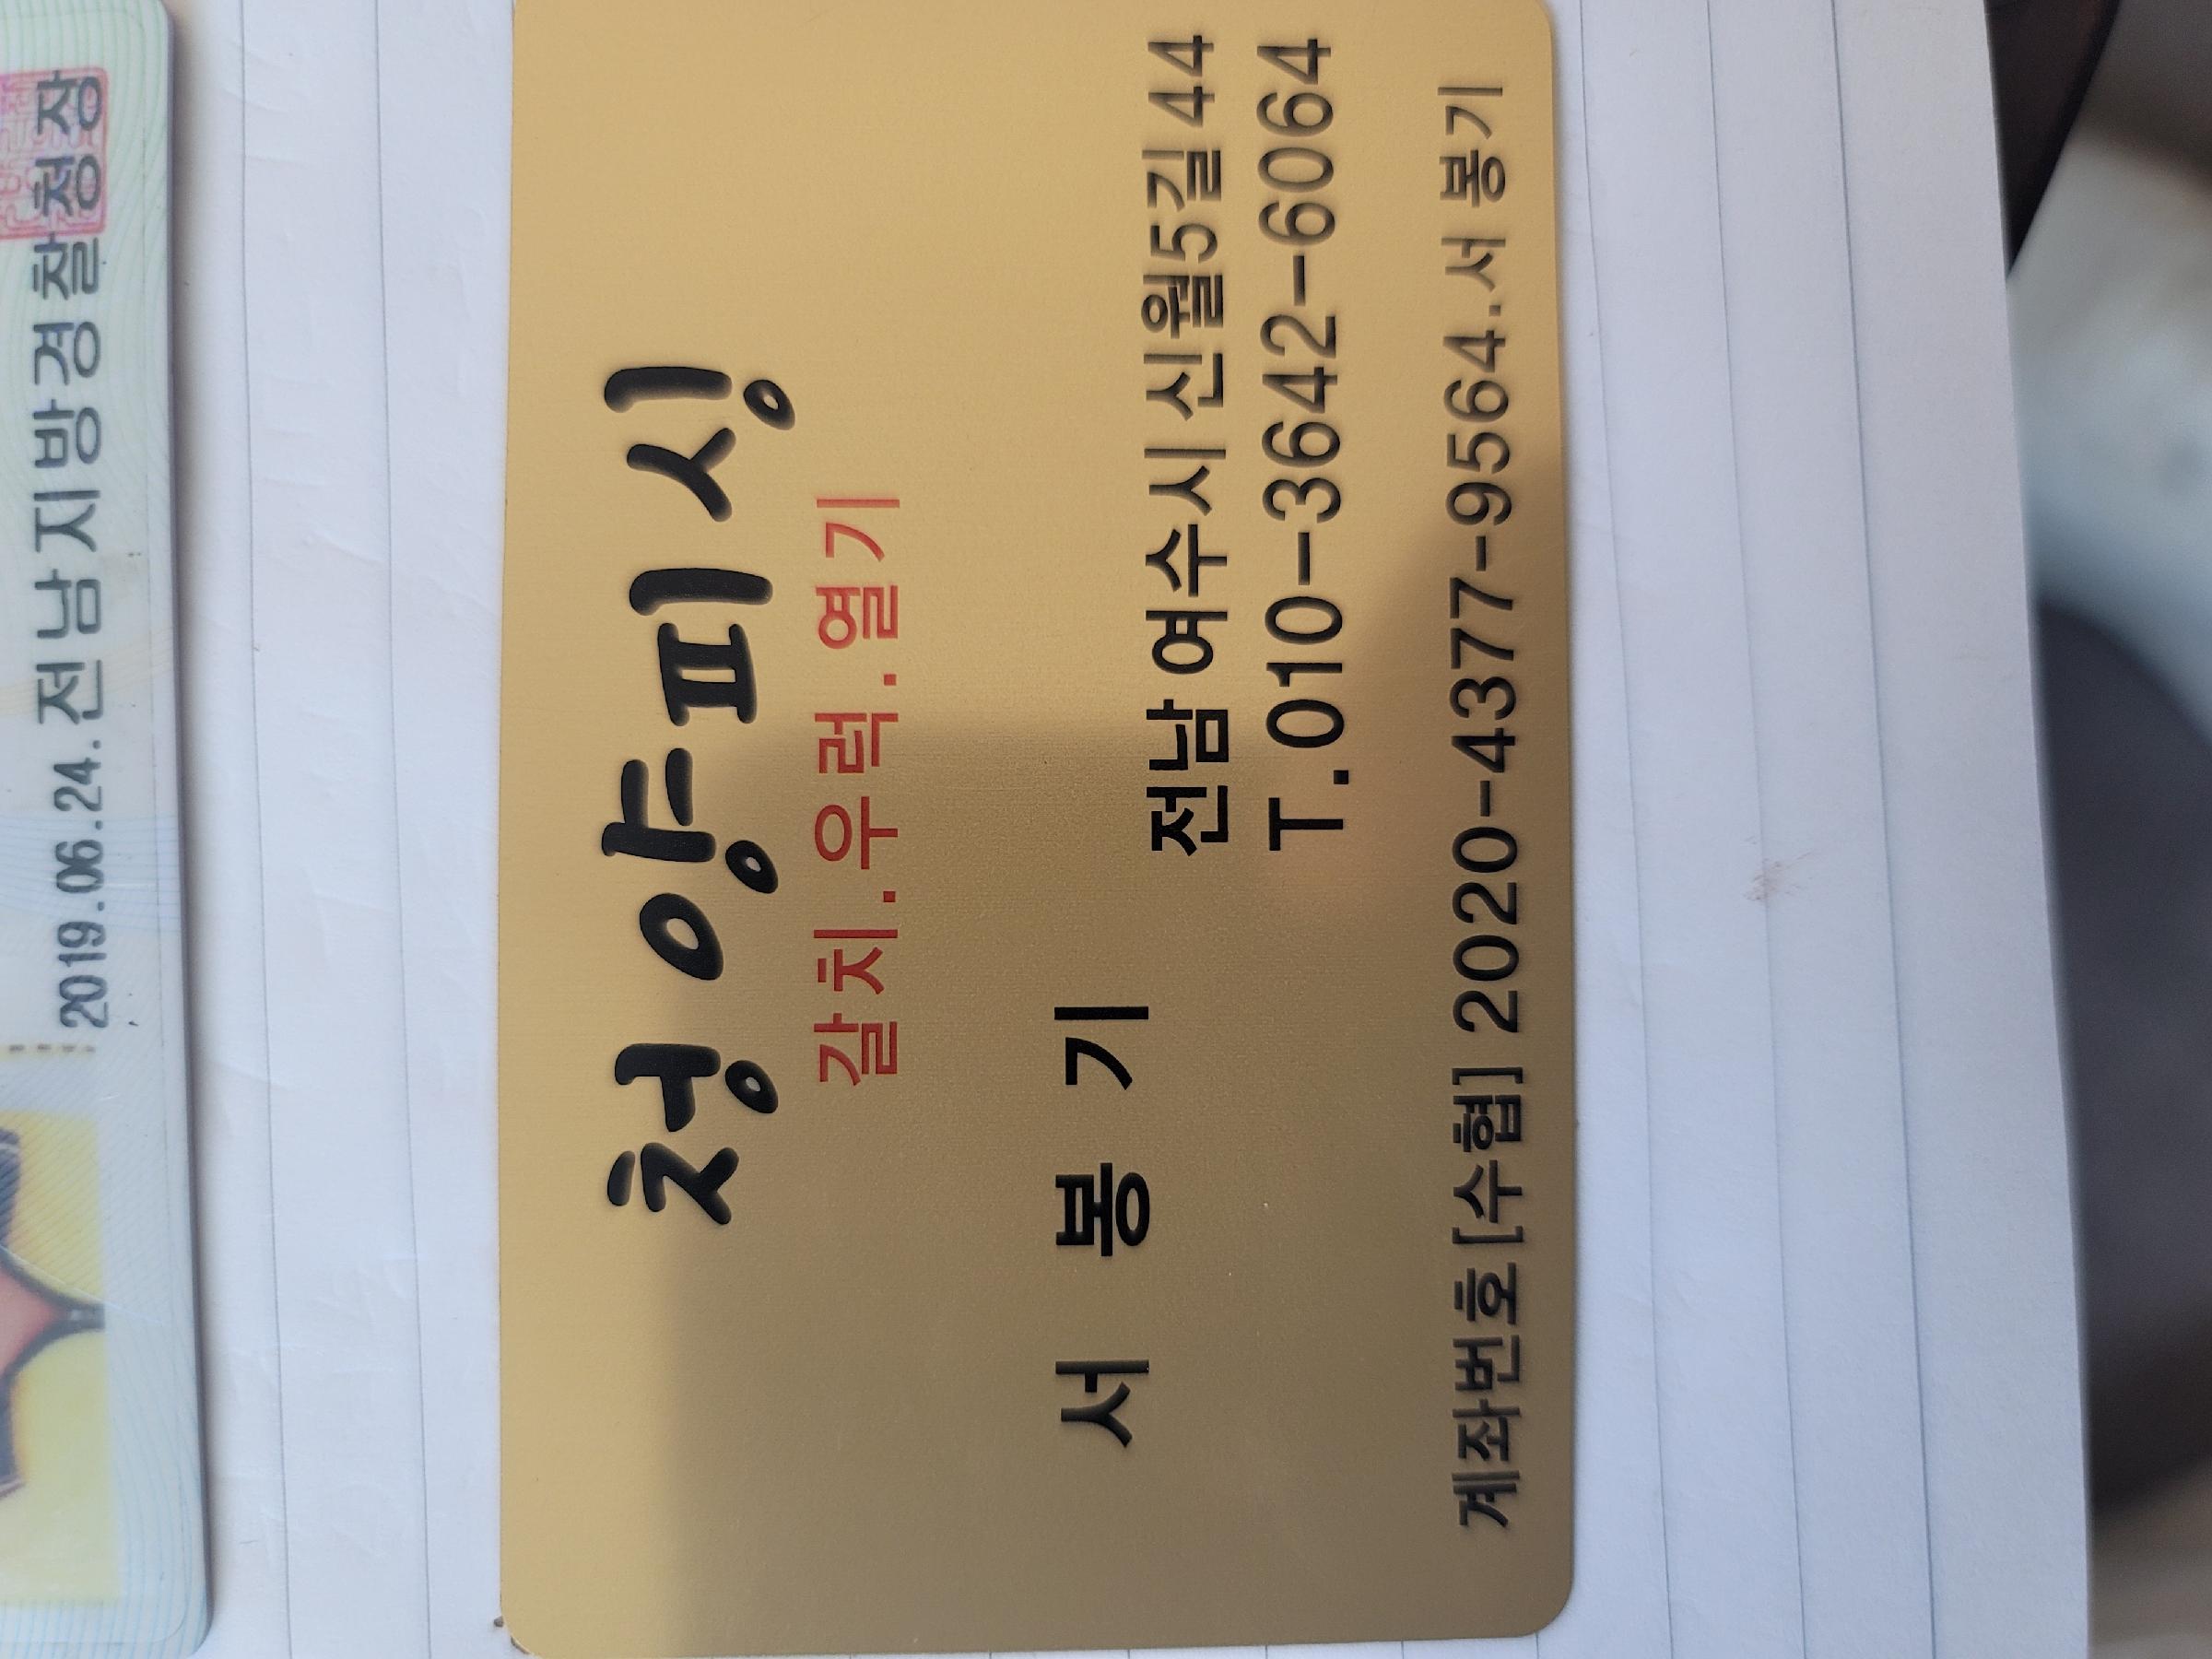 2019.06.24.전남지방경찰청장
청양피싱
갈치.우럭.열기
서 봉 기
전남 여수시 신월5길 44
T.010-3642-6064
계좌번호 [수협] 2020-4377-9564.서 봉기